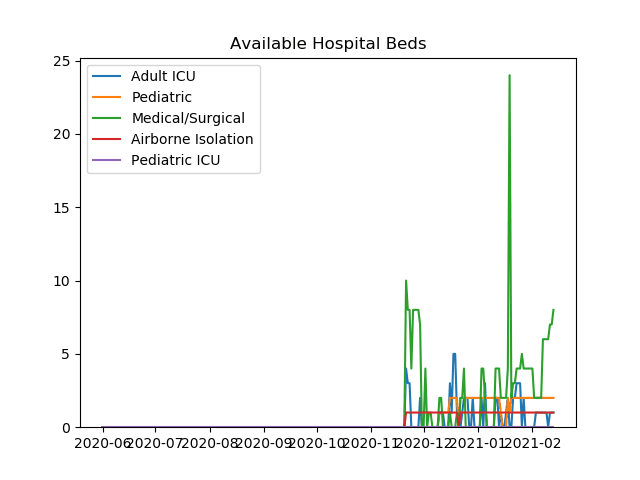 Available Hospital Beds
25
20
15
10
5
0
Adult ICU
Pediatric
Medical/Surgical
Airborne Isolation
Pediatric ICU
2020-06 2020-07 2020-08 2020-09 2020-10 2020-11 2020-12 2021-01 2021-02